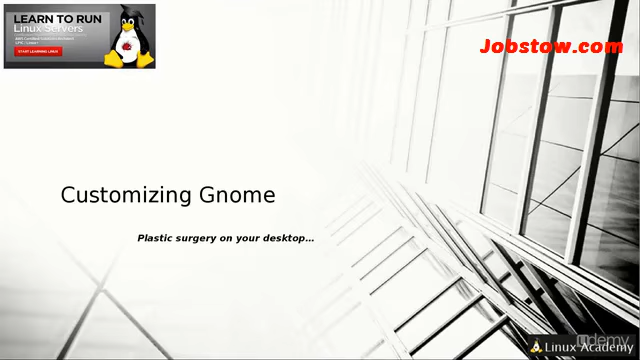 LEARN TO RUN
Linux Servers
START LEARNING LINUX
Jobstow.com
Customizing Gnome
Plastic surgery on your desktop...
udemy
Linux Academy